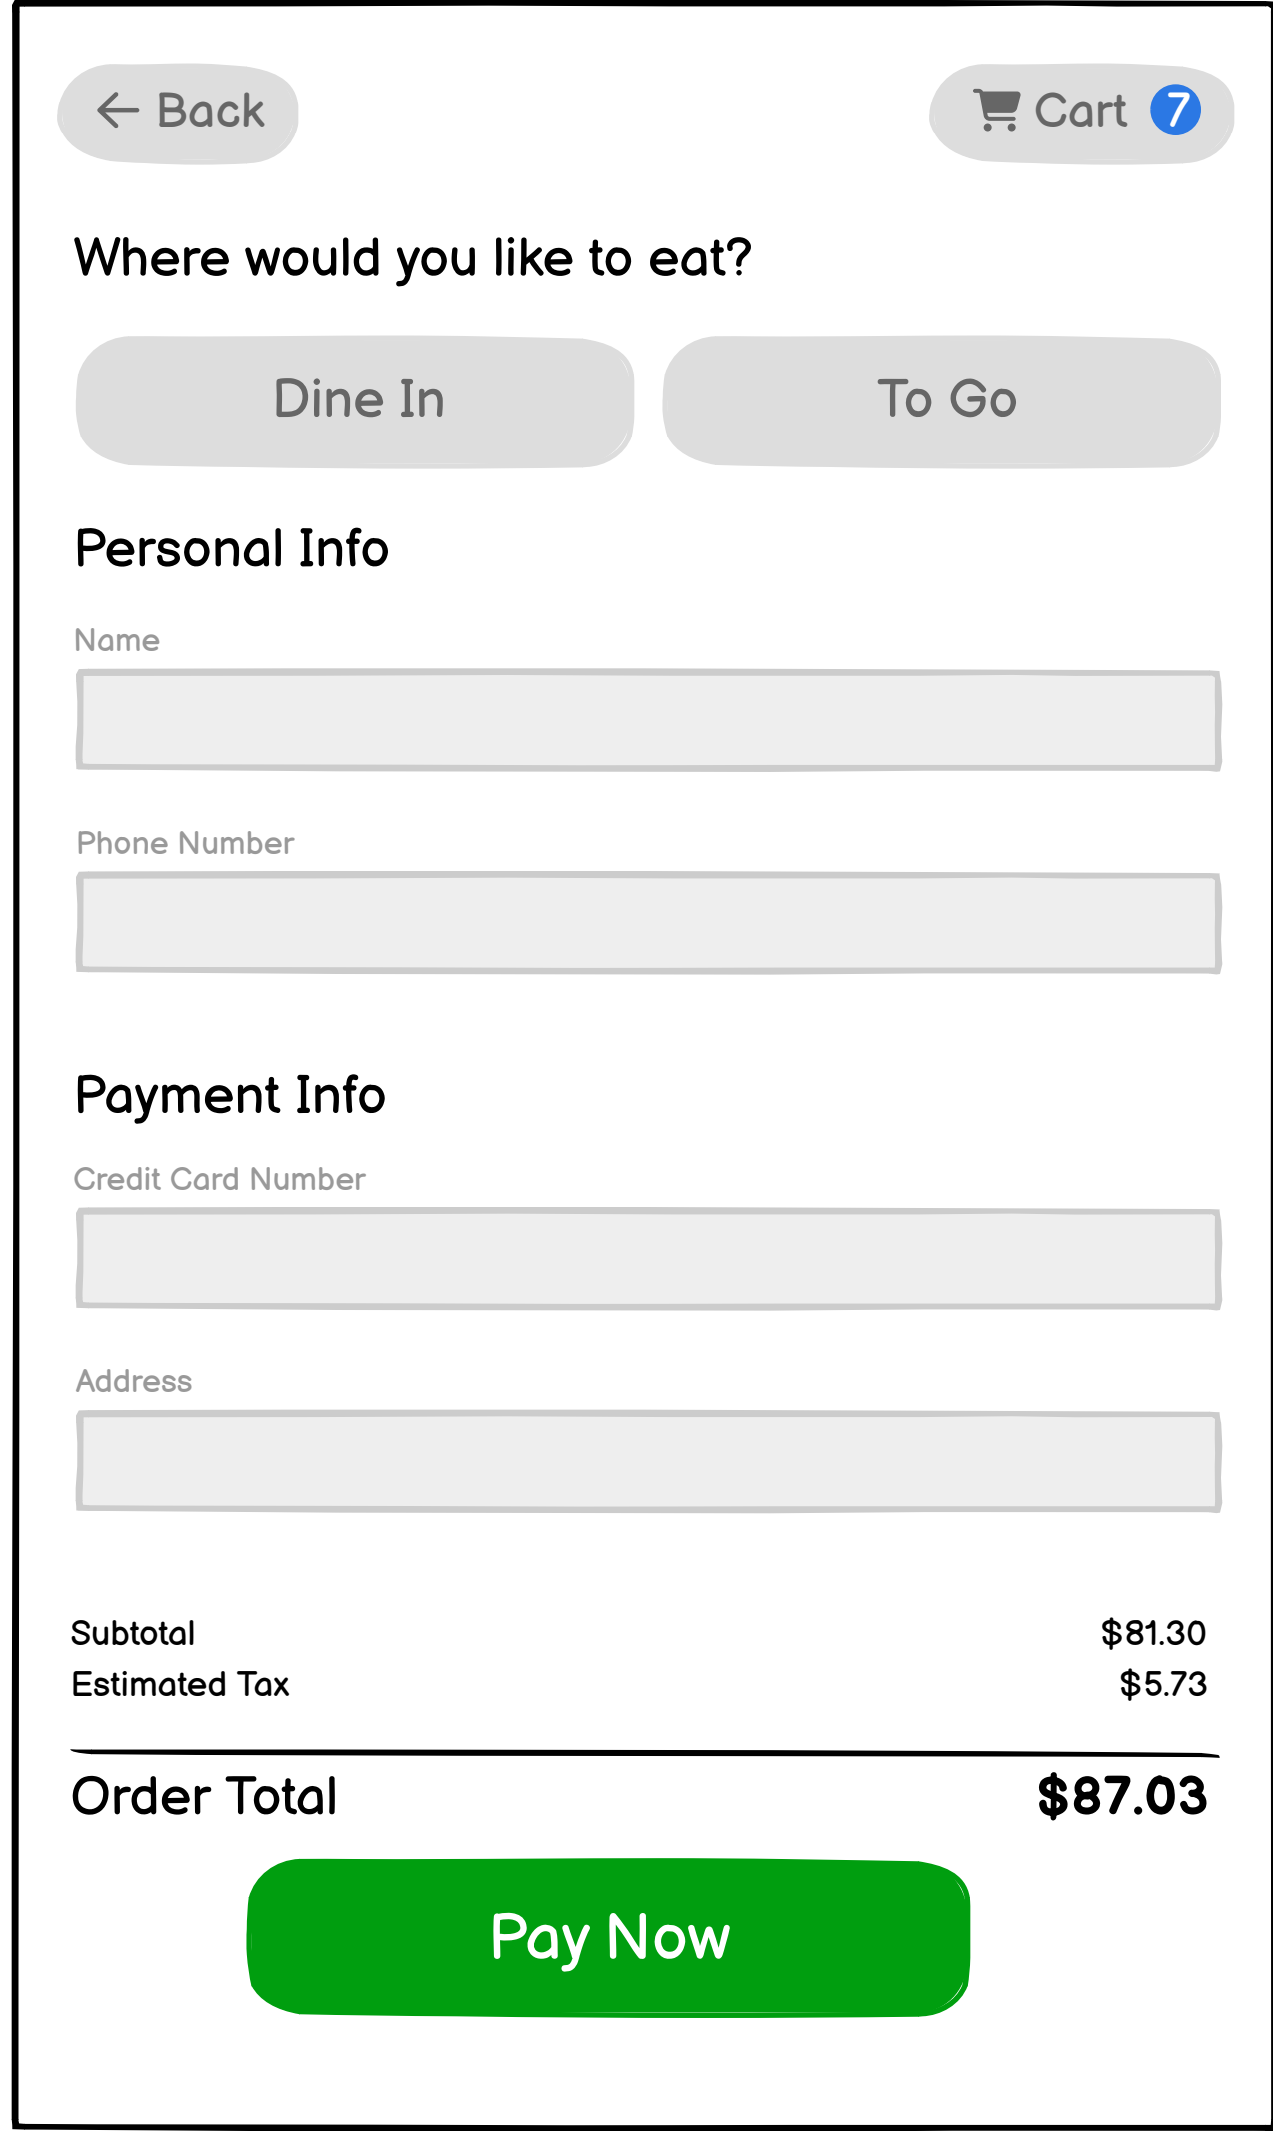 Back
Cart 7
Where would you like to eat?
Dine In
To Go
Personal Info
Name
Phone Number
Payment Info
Credit Card Number
Address
Subtotal $81.30
Estimated Tax $5.73
Order Total $87.03
Pay Now